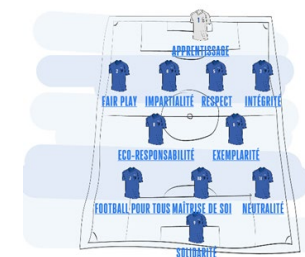 APPRENTISSAGE
FAIR PLAY IMPARTIALITÉ RESPECT INTÉGRITÉ
ECO-RESPONSABILITÉ EXEMPLARITÉ
FOOTBALL POUR TOUS MAÎTRISE DE SOI NEUTRALITÉ
SOLIDARITÉ